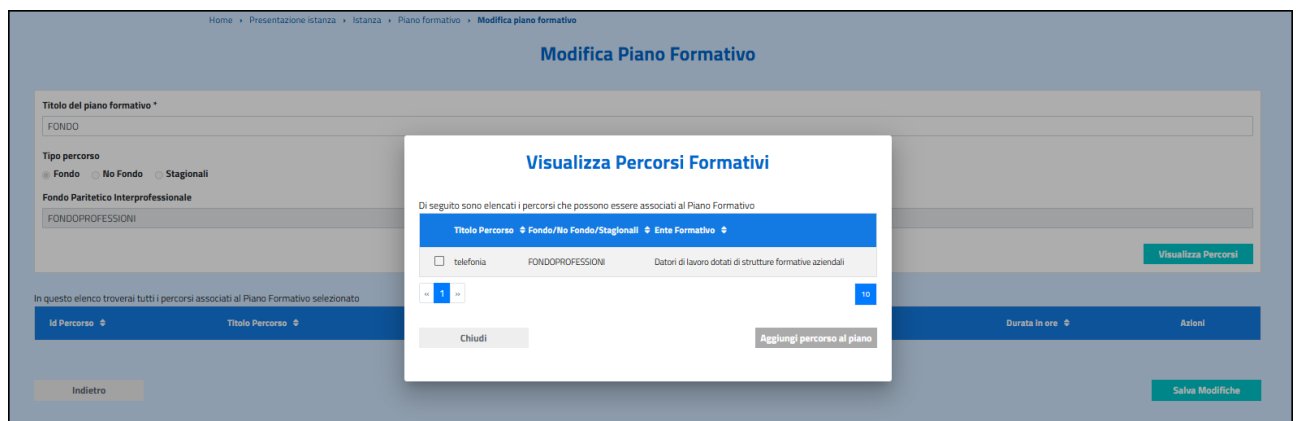 Home › Presentazione istanza › Istanza › Piano formativo › Modifica piano formativo
Modifica Piano Formativo
Titolo del piano formativo *
FONDO
Tipo percorso
Fondo No Fondo Stagionali
Fondo Paritetico Interprofessionale
FONDOPROFESSIONI
Visualizza Percorsi
Visualizza Percorsi Formativi
Di seguito sono elencati i percorsi che possono essere associati al Piano Formativo
Titolo Percorso Fondo/No Fondo/Stagionali Ente Formativo
telefonia FONDOPROFESSIONI Datori di lavoro dotati di strutture formative aziendali
« 1 » 10
Chiudi Aggiungi percorso al piano
In questo elenco troverai tutti i percorsi associati al Piano Formativo selezionato
Id Percorso Titolo Percorso Durata in ore Azioni
Indietro Salva Modifiche